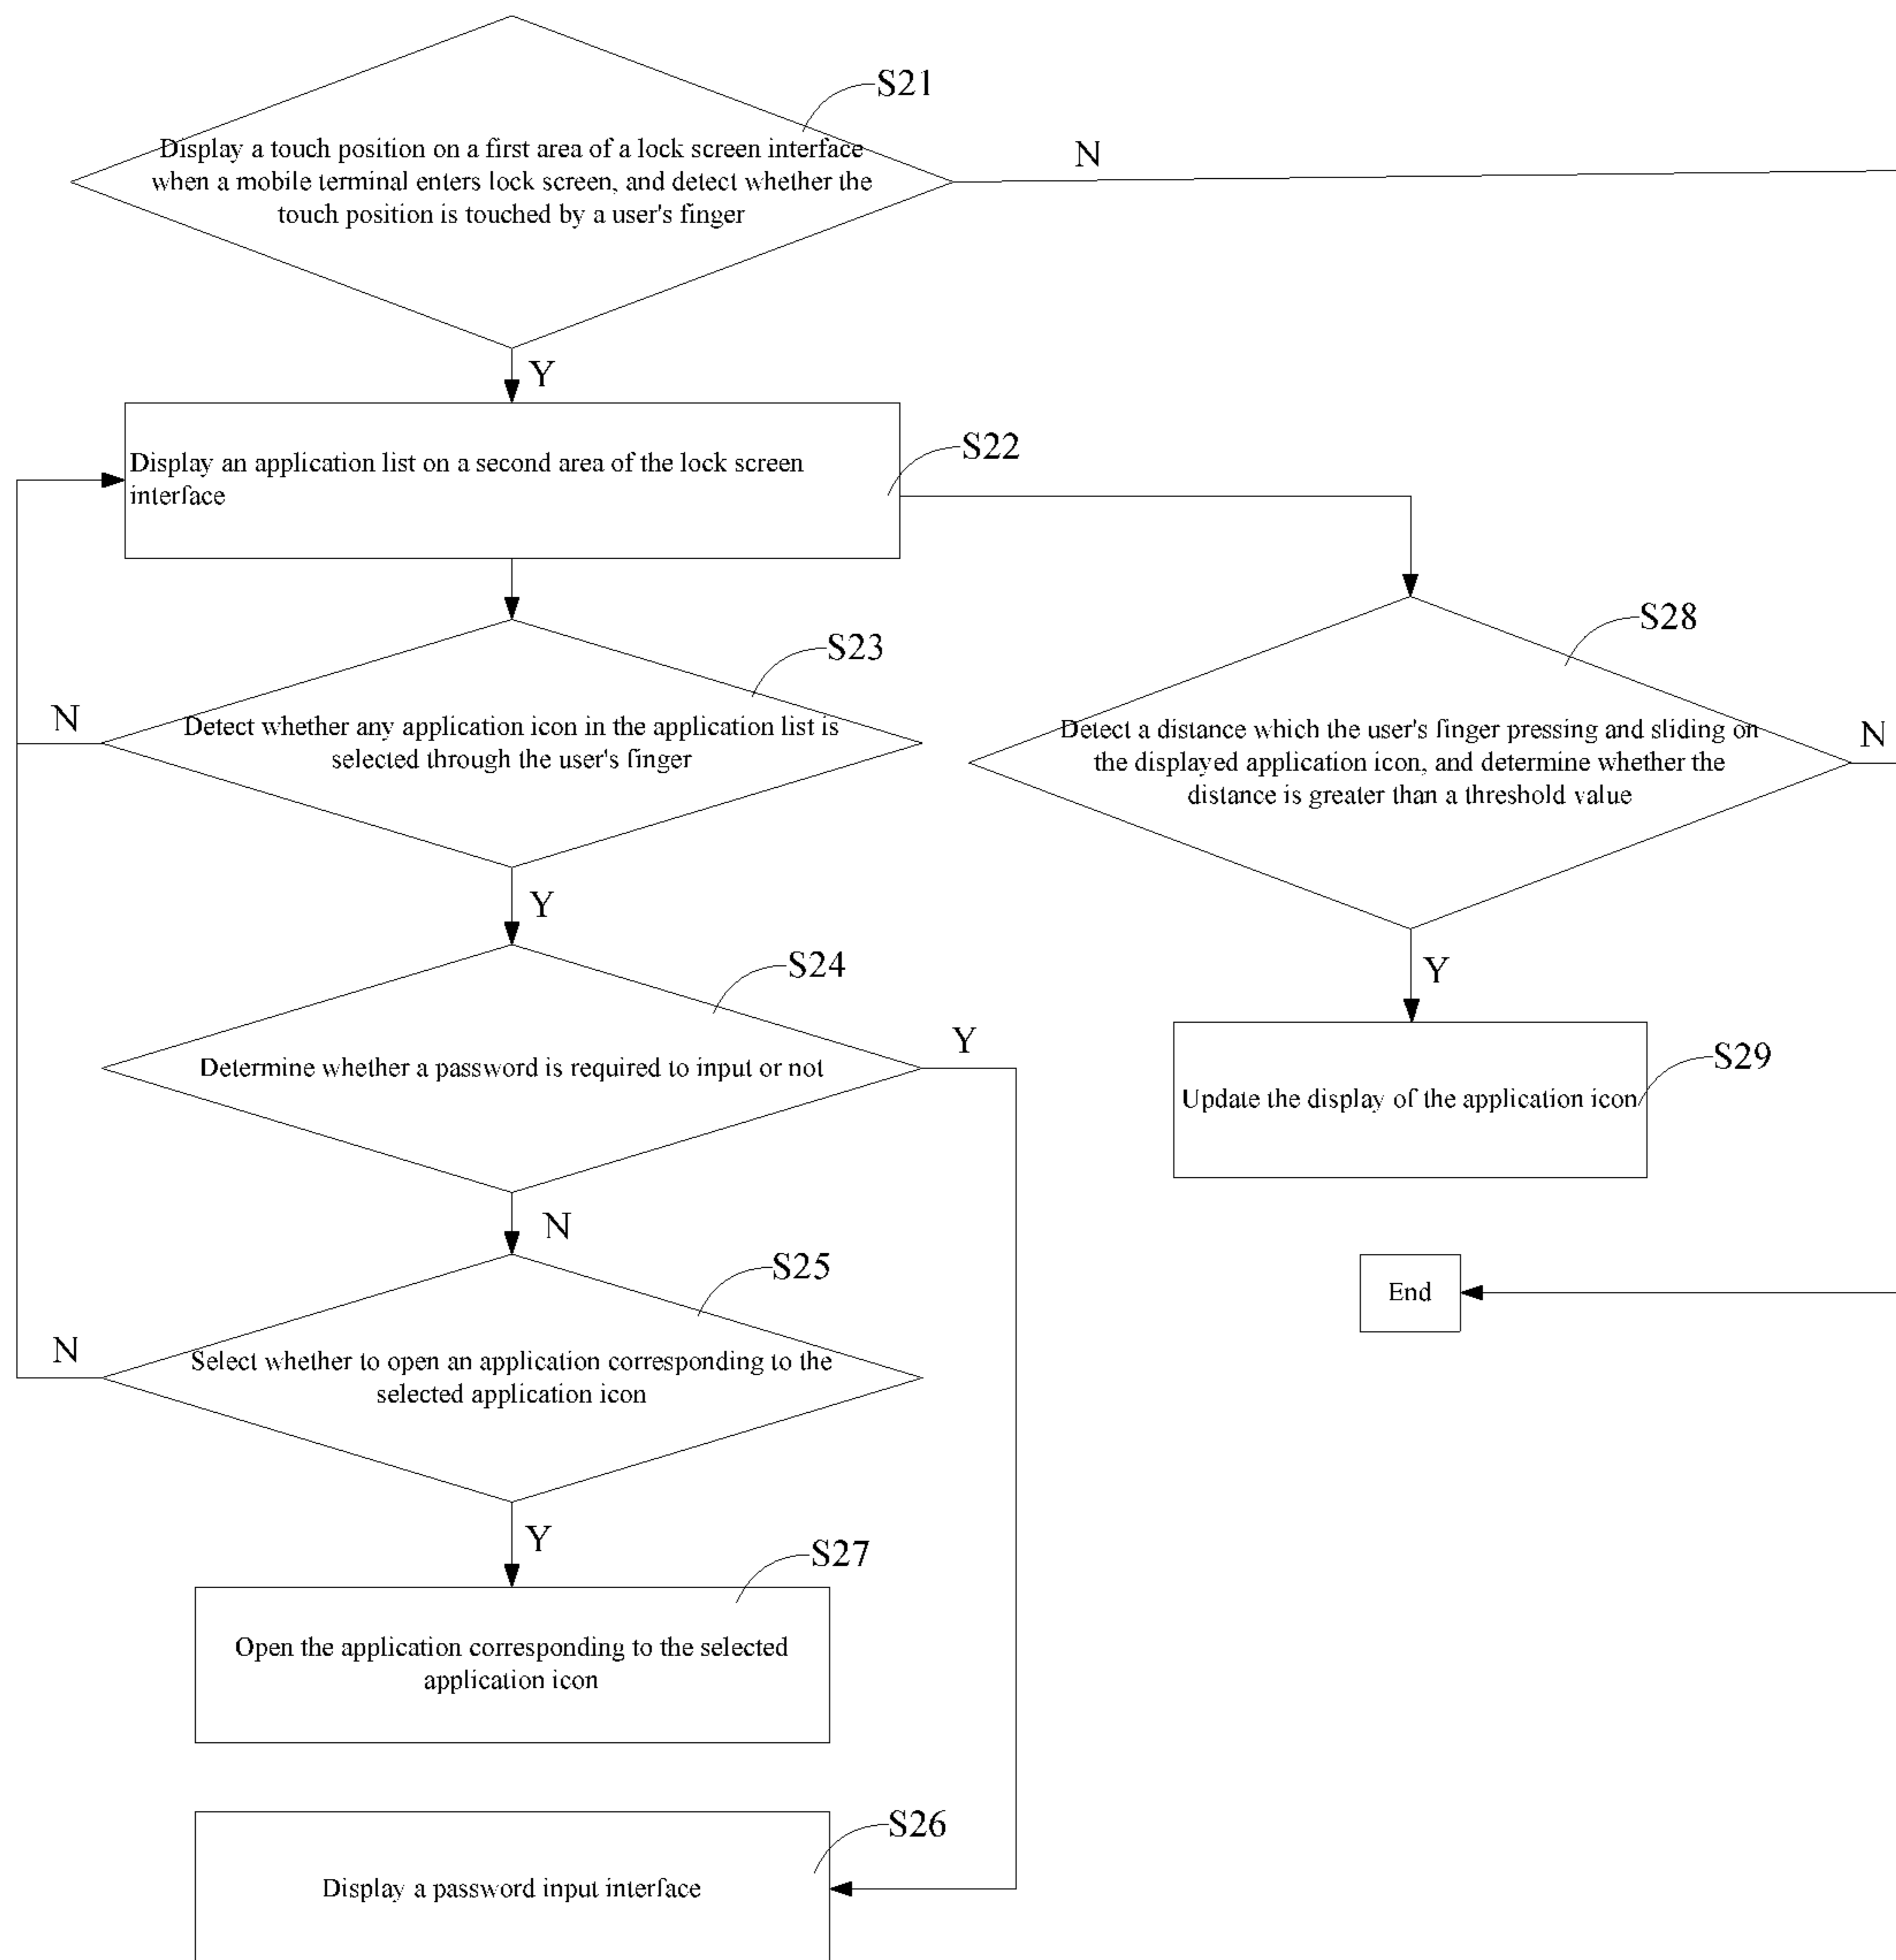 S21
Display a touch position on a first area of a lock screen interface
when a mobile terminal enters lock screen, and detect whether the
touch position is touched by a user's finger
N
Y
S22
Display an application list on a second area of the lock screen
interface
S23
Detect whether any application icon in the application list is
selected through the user's finger
N
Y
S28
Detect a distance which the user's finger pressing and sliding on
the displayed application icon, and determine whether the
distance is greater than a threshold value
N
Y
S24
Determine whether a password is required to input or not
Y
N
S29
Update the display of the application icon
End
S25
Select whether to open an application corresponding to the
selected application icon
N
Y
S27
Open the application corresponding to the selected
application icon
S26
Display a password input interface